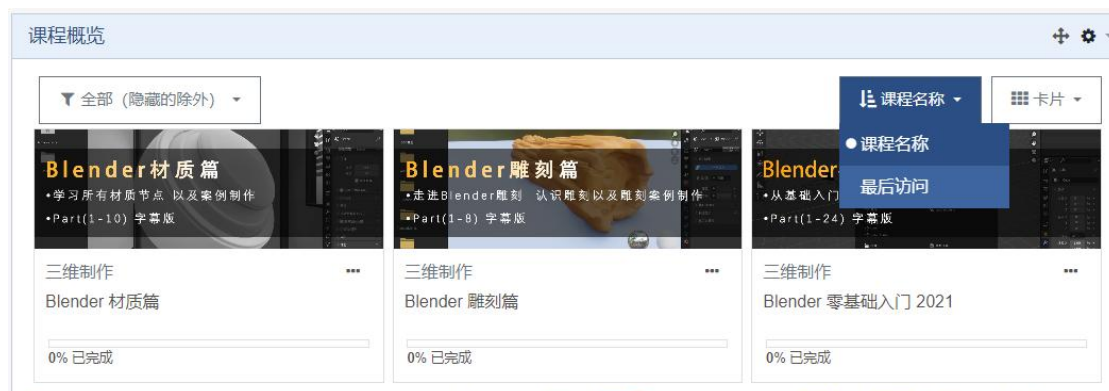 课程概览
全部（隐藏的除外）
课程名称
卡片
课程名称
最后访问
Blender材质篇
•学习所有材质节点 以及案例制作
•Part(1-10) 字幕版
Blender雕刻篇
•走进Blender雕刻 认识雕刻以及雕刻案例制作
•Part(1-8) 字幕版
Blender
•从基础入门
•Part(1-24) 字幕版
三维制作
Blender 材质篇
0% 已完成
三维制作
Blender 雕刻篇
0% 已完成
三维制作
Blender 零基础入门 2021
0% 已完成